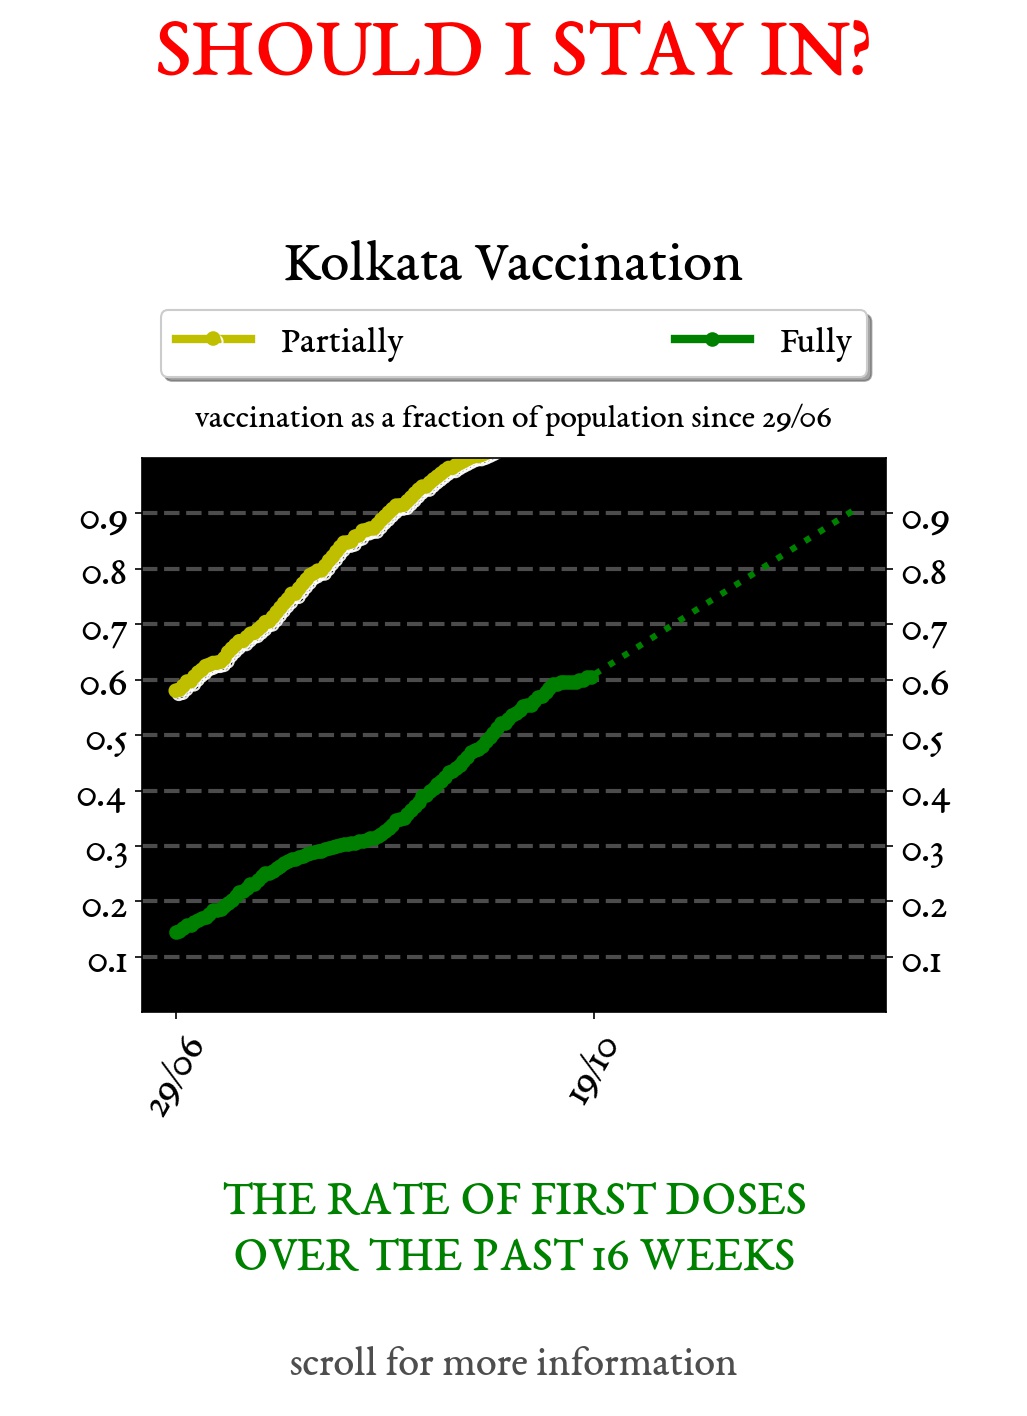 SHOULD I STAY IN?
Kolkata Vaccination
Partially Fully
vaccination as a fraction of population since 29/06
0.9 0.9
0.8 0.8
0.7 0.7
0.6 0.6
0.5 0.5
0.4 0.4
0.3 0.3
0.2 0.2
0.1 0.1
29/06 19/10
THE RATE OF FIRST DOSES
OVER THE PAST 16 WEEKS
scroll for more information